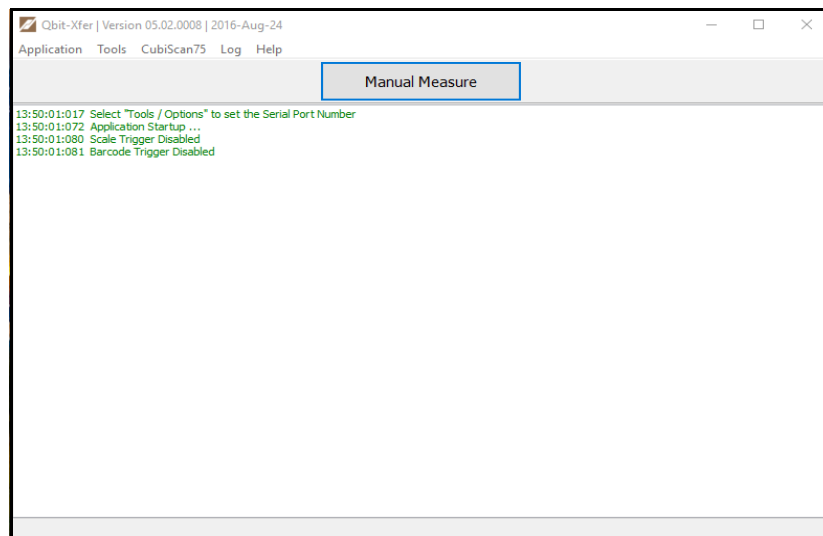 Qbit-Xfer | Version 05.02.0008 | 2016-Aug-24
Application Tools CubiScan75 Log Help
Manual Measure
13:50:01:017 Select "Tools / Options" to set the Serial Port Number
13:50:01:072 Application Startup ...
13:50:01:080 Scale Trigger Disabled
13:50:01:081 Barcode Trigger Disabled